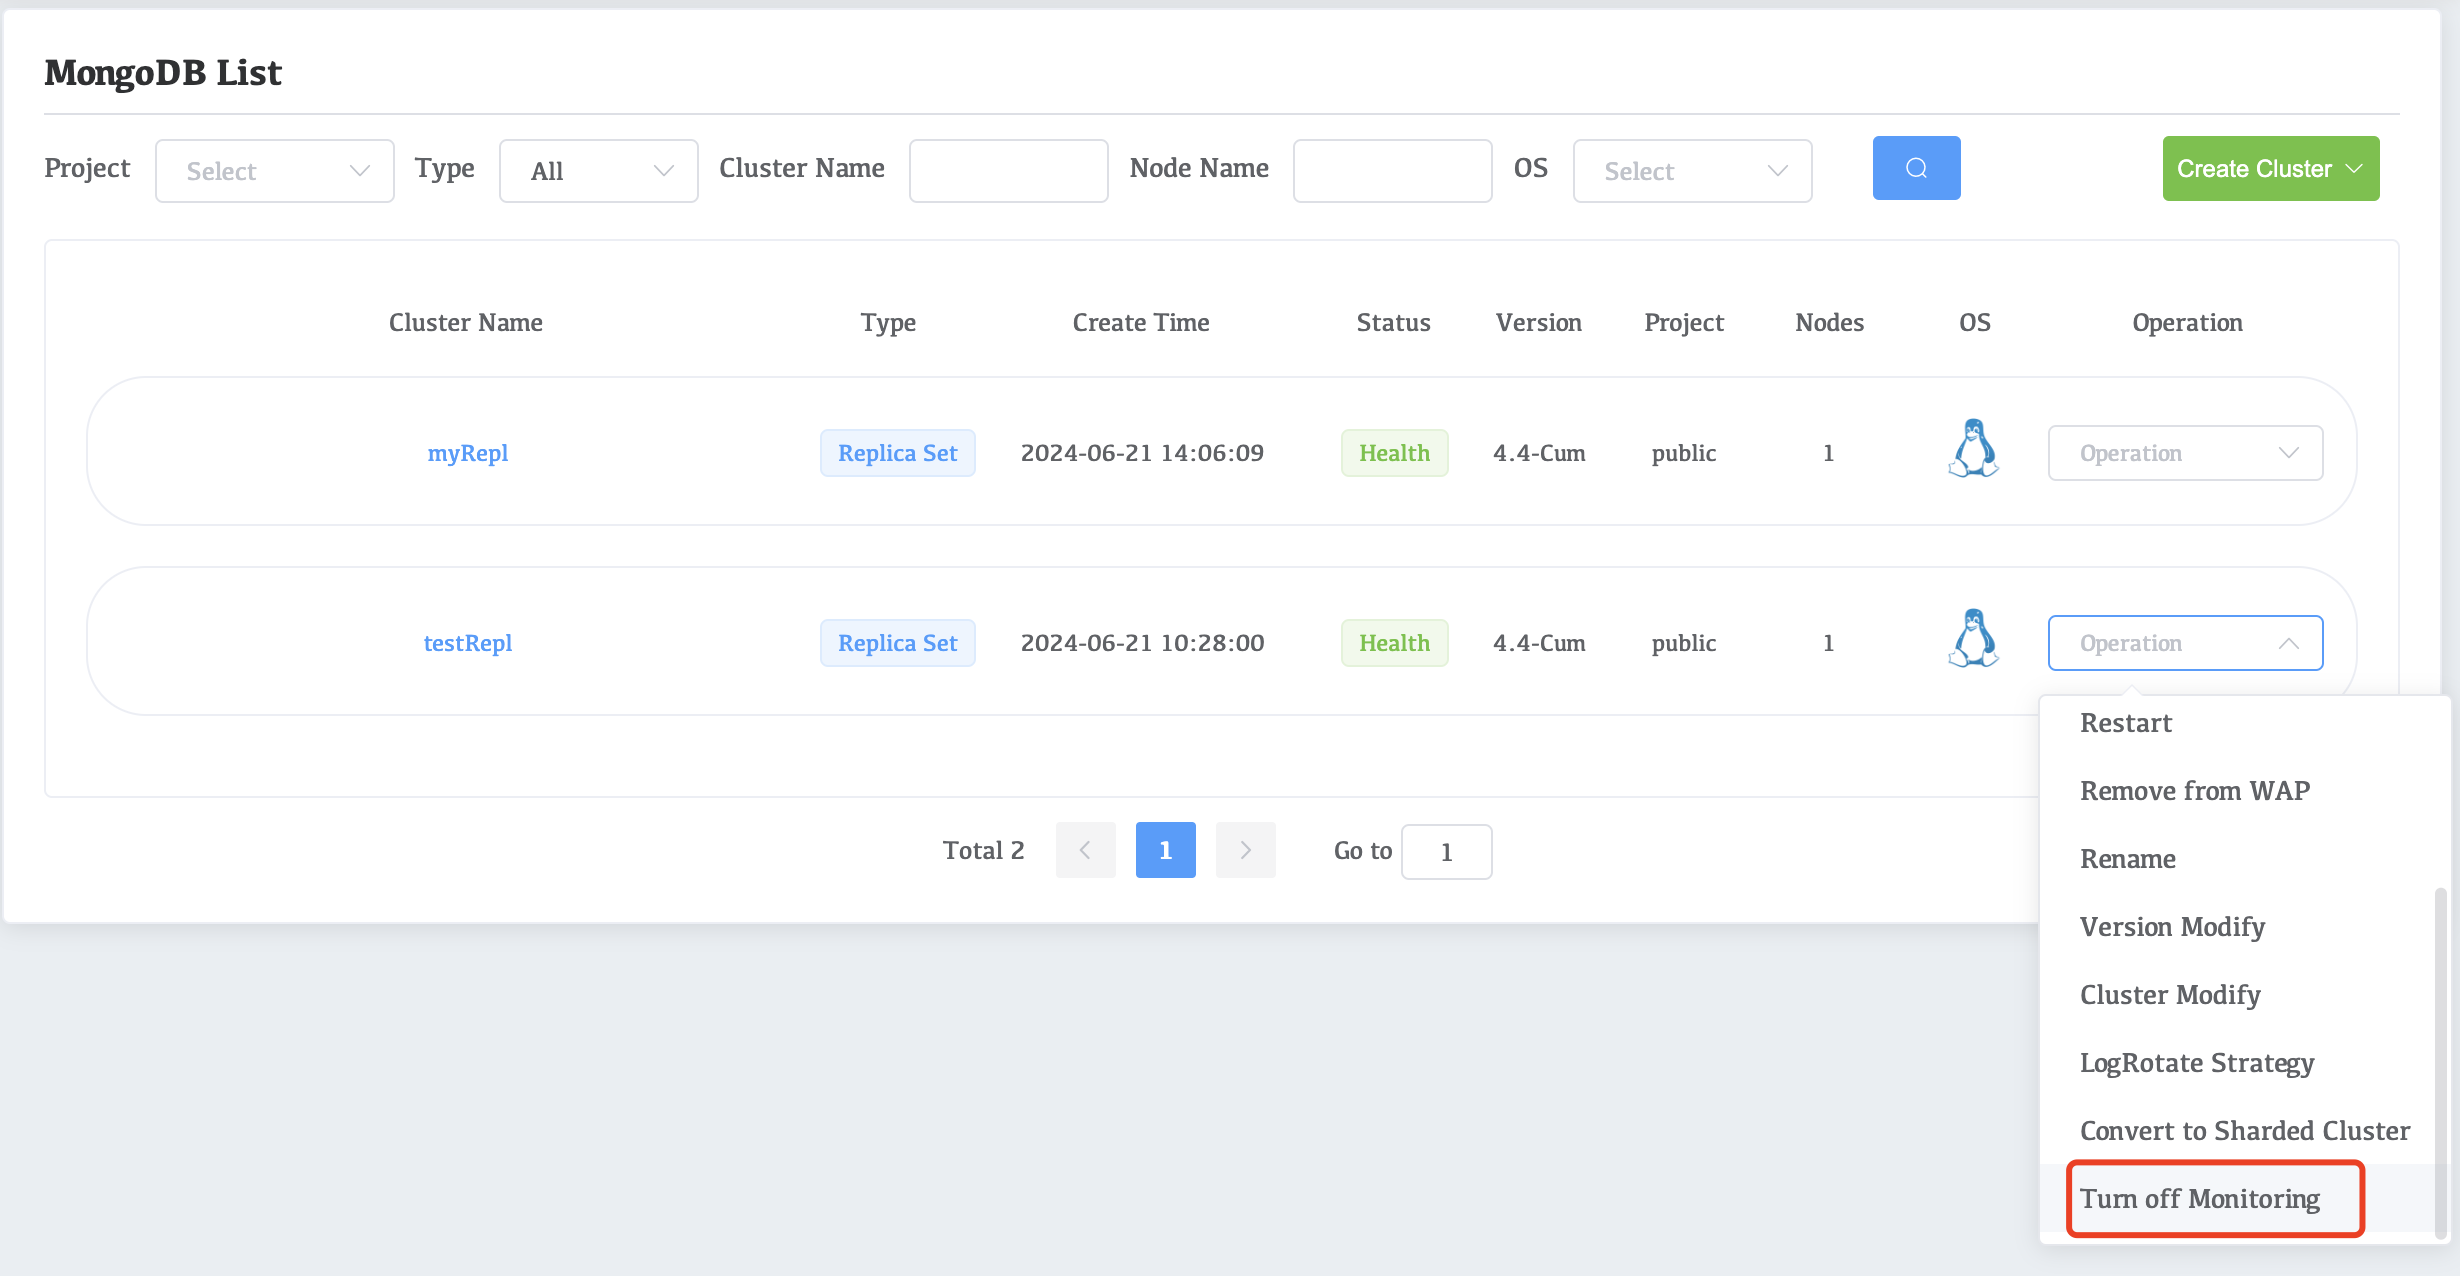 MongoDB List
Project Select Type All Cluster Name Node Name OS Select Create Cluster
Cluster Name Type Create Time Status Version Project Nodes OS Operation
myRepl Replica Set 2024-06-21 14:06:09 Health 4.4-Cum public 1 Operation
testRepl Replica Set 2024-06-21 10:28:00 Health 4.4-Cum public 1 Operation
Restart
Remove from WAP
Total 2 1 Go to 1
Rename
Version Modify
Cluster Modify
LogRotate Strategy
Convert to Sharded Cluster
Turn off Monitoring